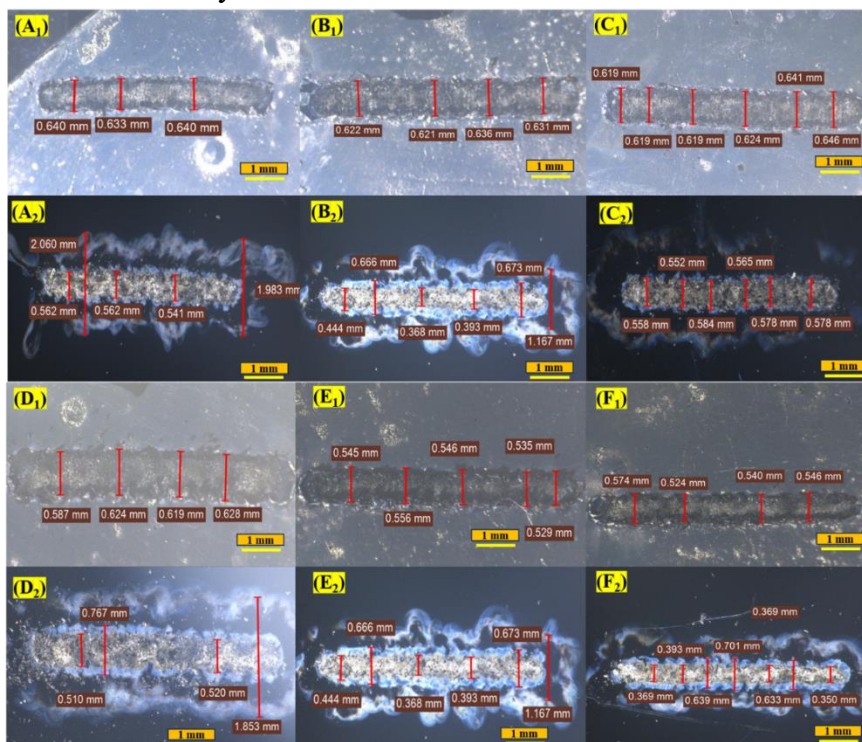 (A₁)
0.640 mm 0.633 mm 0.640 mm
1 mm
(B₁)
0.622 mm 0.621 mm 0.636 mm 0.631 mm
1 mm
(C₁)
0.619 mm 0.641 mm
0.619 mm 0.619 mm 0.624 mm 0.646 mm
1 mm
(A₂)
2.060 mm
1.983 mm
0.562 mm 0.562 mm 0.541 mm
1 mm
(B₂)
0.666 mm 0.673 mm
0.444 mm 0.368 mm 0.393 mm 1.167 mm
1 mm
(C₂)
0.552 mm 0.565 mm
0.558 mm 0.584 mm 0.578 mm 0.578 mm
1 mm
(D₁)
0.587 mm 0.624 mm 0.619 mm 0.628 mm
1 mm
(E₁)
0.545 mm 0.546 mm 0.535 mm
0.556 mm 0.529 mm
1 mm
(F₁)
0.574 mm 0.524 mm 0.540 mm 0.546 mm
1 mm
(D₂)
0.767 mm
0.510 mm 0.520 mm
1.853 mm
1 mm
(E₂)
0.666 mm 0.673 mm
0.444 mm 0.368 mm 0.393 mm 1.167 mm
1 mm
(F₂)
0.369 mm
0.393 mm 0.701 mm
0.369 mm 0.639 mm 0.633 mm 0.350 mm
1 mm